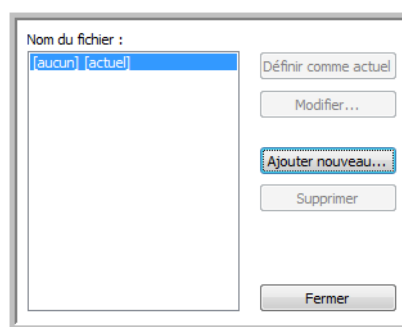 Nom du fichier :
[aucun] [actuel]
Définir comme actuel
Modifier...
Ajouter nouveau...
Supprimer
Fermer